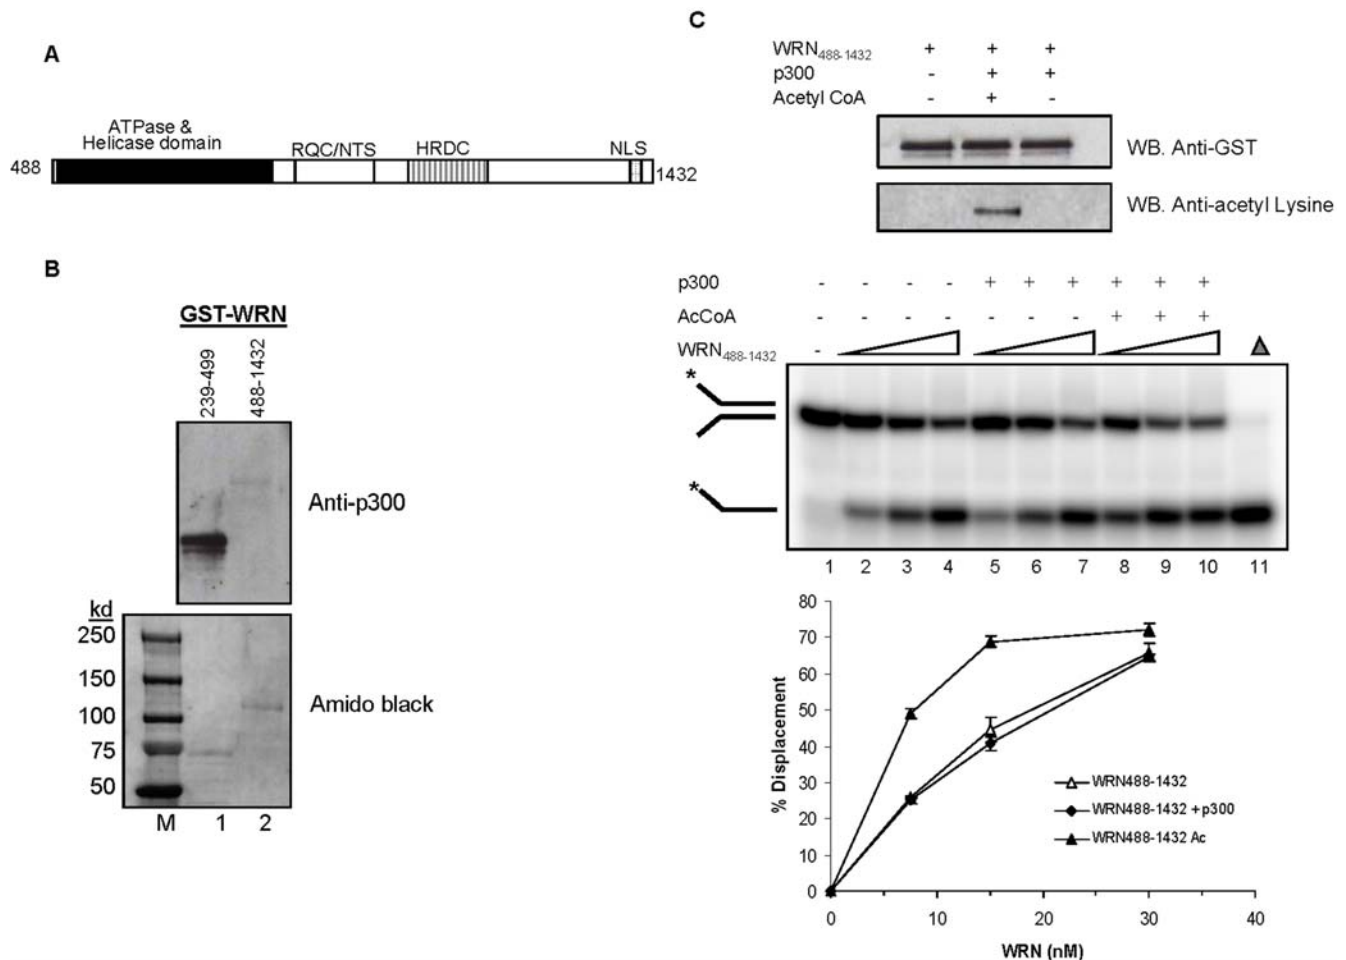 A
ATPase &
Helicase domain
RQC/NTS
HRDC
NLS
488
1432
B
GST-WRN
239-499
488-1432
Anti-p300
kd
250
150
100
75
50
Amido black
M 1 2
C
WRN488-1432 + + +
p300 - + +
Acetyl CoA - + -
WB. Anti-GST
WB. Anti-acetyl Lysine
p300 - - - - + + + + + +
AcCoA - - - - - - - + + +
WRN488-1432 -
*
*
1 2 3 4 5 6 7 8 9 10 11
80
70
60
50
40
30
20
10
0
% Displacement
WRN488-1432
WRN488-1432 +p300
WRN488-1432 Ac
0 10 20 30 40
WRN (nM)